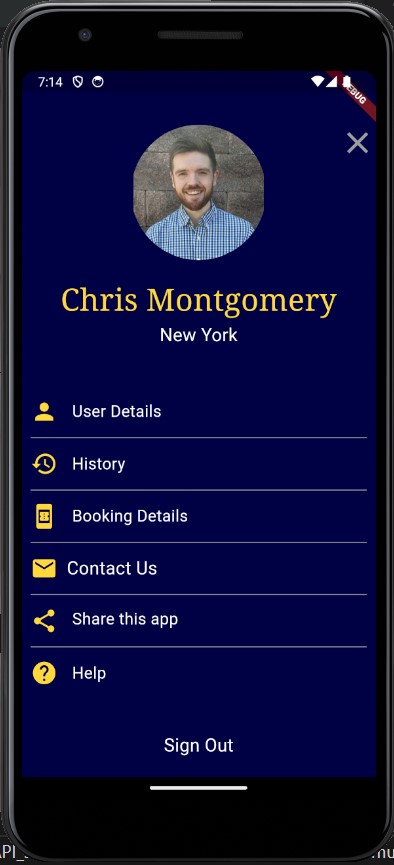 7:14
DEBUG
Chris Montgomery
New York
User Details
History
Booking Details
Contact Us
Share this app
Help
Sign Out